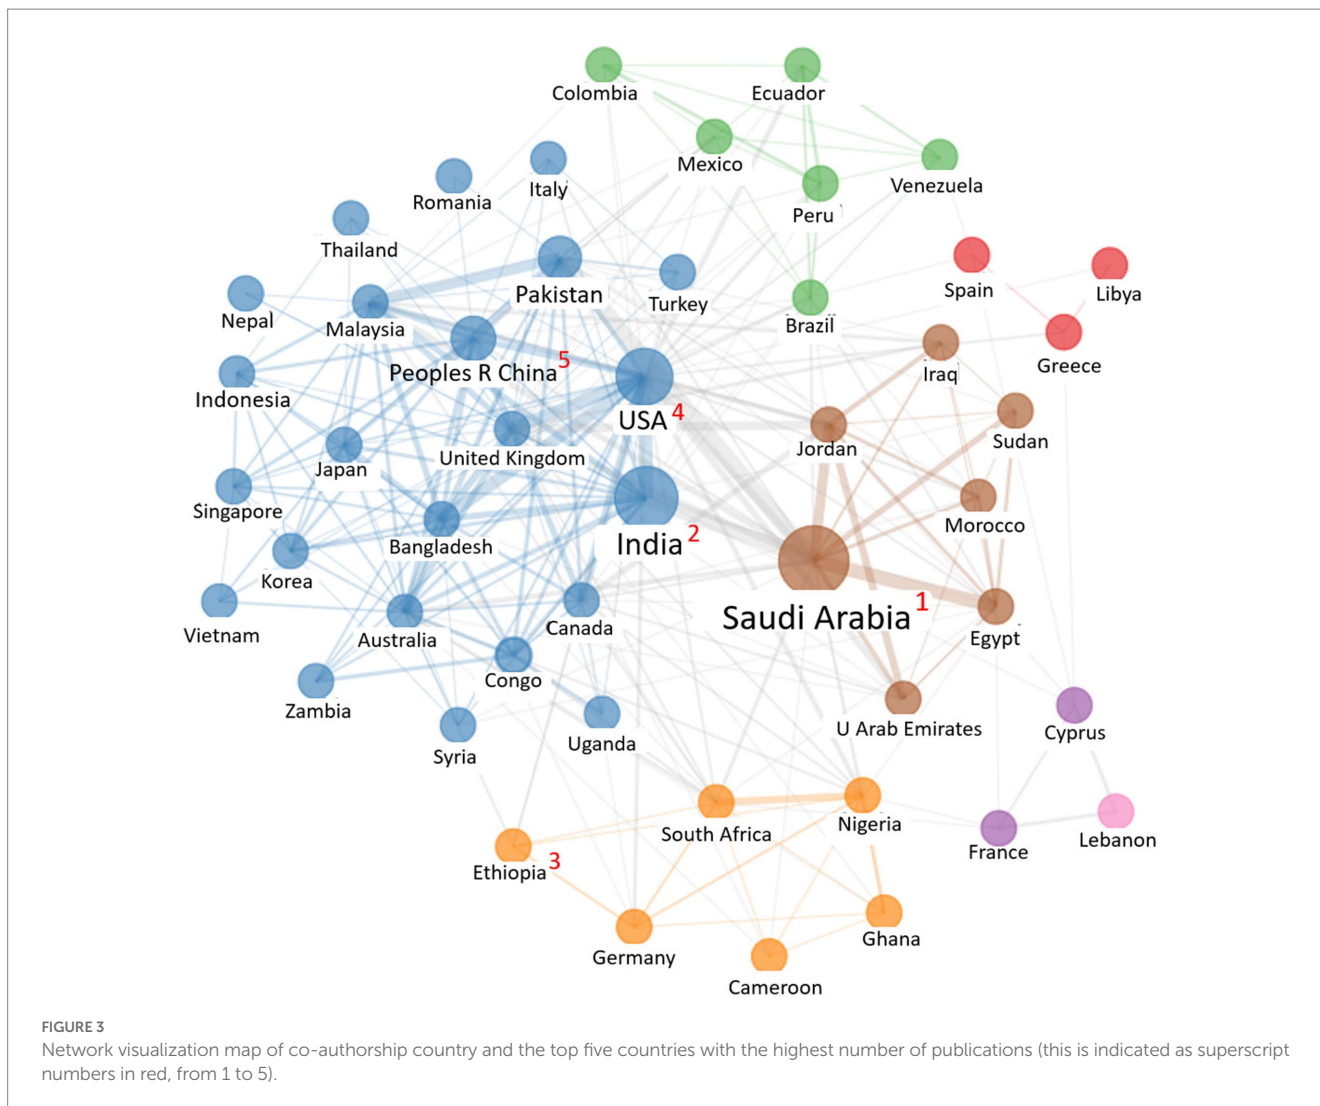 Colombia
Ecuador
Mexico
Italy
Romania
Venezuela
Peru
Thailand
Pakistan
Turkey
Spain
Libya
Nepal
Malaysia
Brazil
Peoples R China 5
Greece
Iraq
Indonesia
USA 4
Jordan
Sudan
United Kingdom
Japan
Singapore
Morocco
Bangladesh
India 2
Korea
Saudi Arabia 1
Vietnam
Australia
Canada
Egypt
Congo
Zambia
U Arab Emirates
Cyprus
Uganda
Syria
South Africa
Nigeria
Lebanon
France
Ethiopia 3
Ghana
Germany
Cameroon
FIGURE 3
Network visualization map of co-authorship country and the top five countries with the highest number of publications (this is indicated as superscript
numbers in red, from 1 to 5).